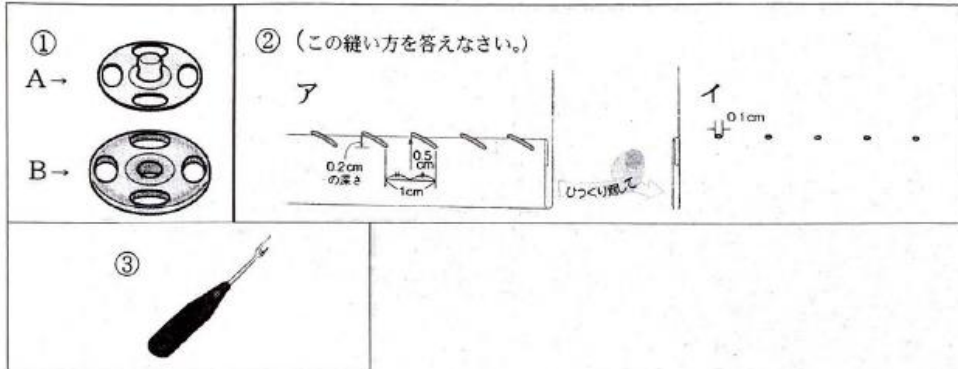 ①
A→
B→
② (この縫い方を答えなさい。)
ア
0.2cm
の深さ
0.5
cm
1cm
ひっくり返して
イ
0.1cm
③